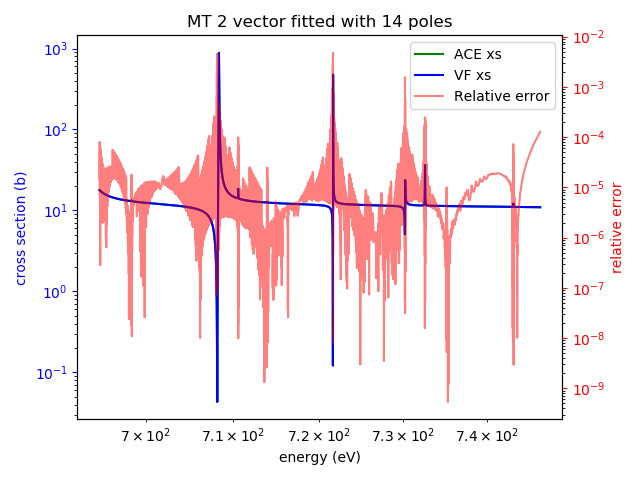 MT 2 vector fitted with 14 poles
ACE xs
VF xs
Relative error
cross section (b)
10³
10²
10¹
10⁰
10⁻¹
10⁻²
10⁻³
10⁻⁴
10⁻⁵
10⁻⁶
10⁻⁷
10⁻⁸
10⁻⁹
relative error
7 × 10² 7.1 × 10² 7.2 × 10² 7.3 × 10² 7.4 × 10²
energy (eV)